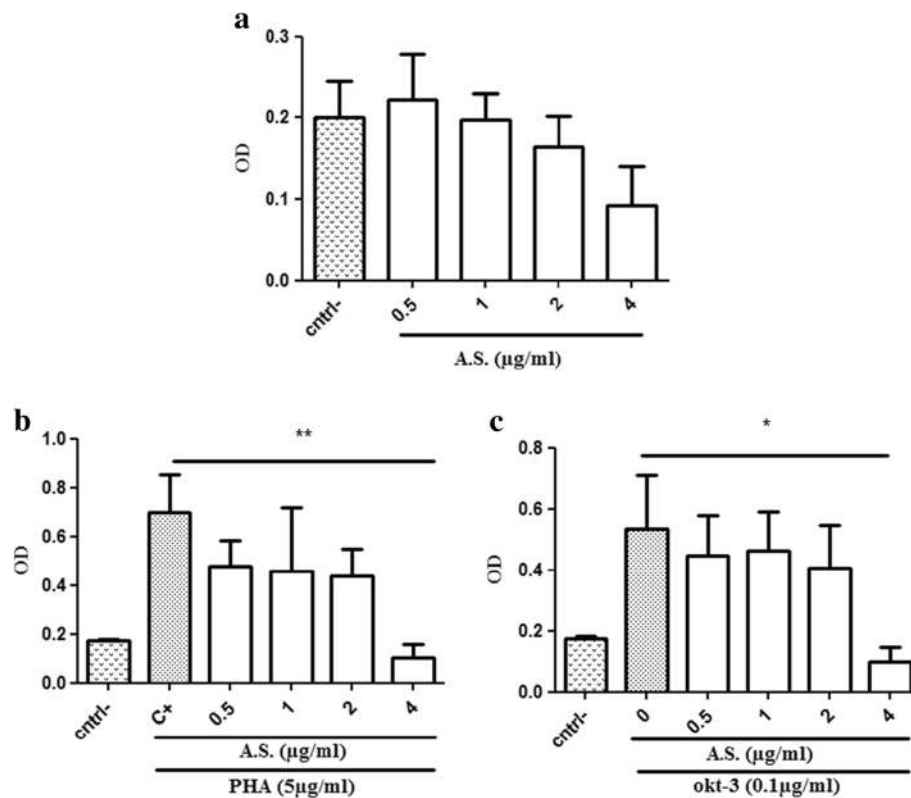 a
0.3
0.2
0.1
0.0
OD
cntrl-
0.5
1
2
4
A.S. (μg/ml)
b
**
1.0
0.8
0.6
0.4
0.2
0.0
OD
cntrl-
C+
0.5
1
2
4
A.S. (μg/ml)
PHA (5μg/ml)
c
*
0.8
0.6
0.4
0.2
0.0
OD
cntrl-
0
0.5
1
2
4
A.S. (μg/ml)
okt-3 (0.1μg/ml)